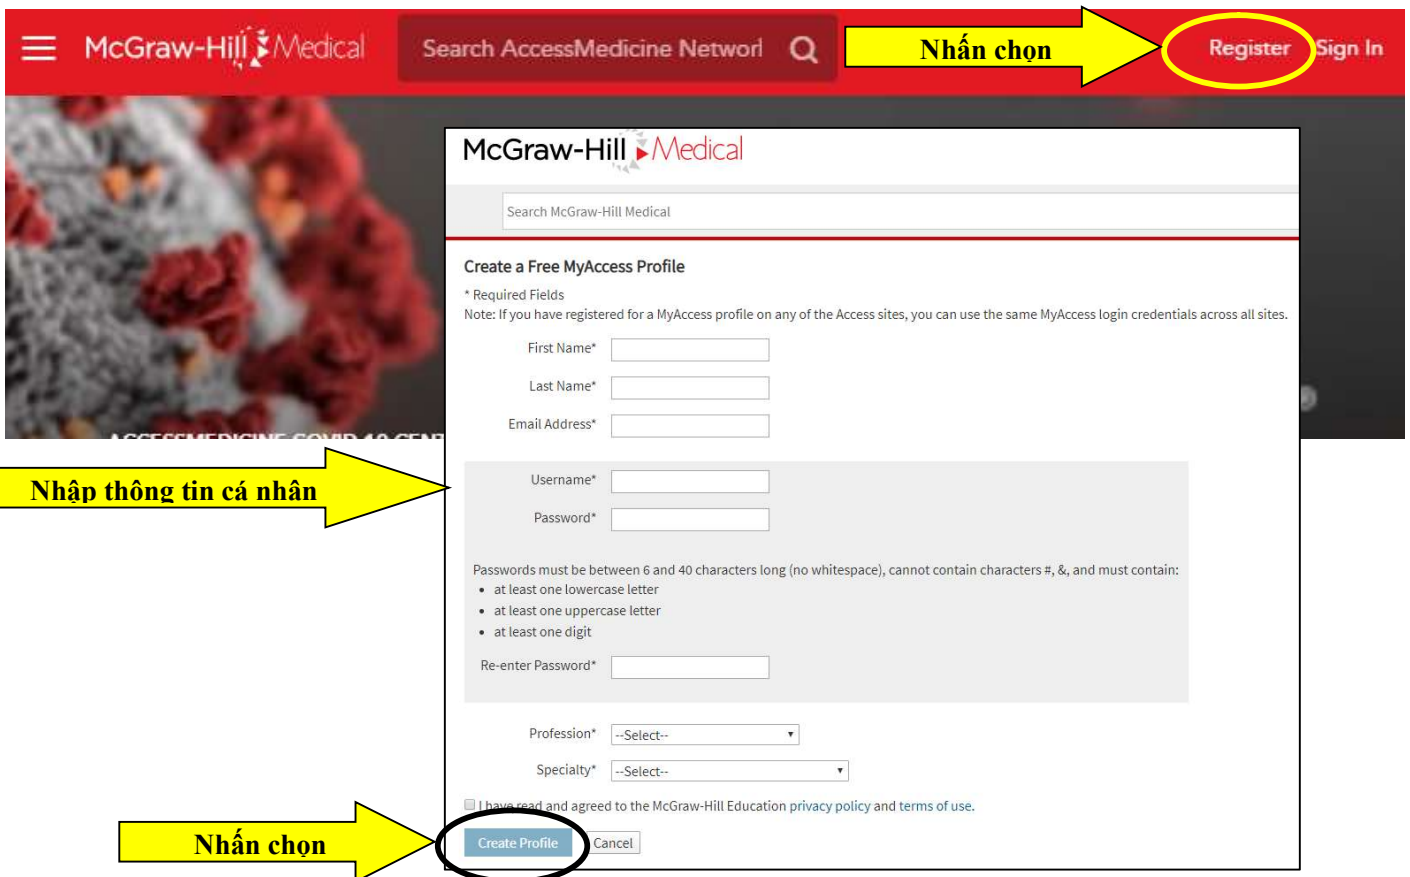 McGraw-Hill Medical
Search AccessMedicine Networl
Nhấn chọn
Register
Sign In
McGraw-Hill Medical
Search McGraw-Hill Medical
Create a Free MyAccess Profile
* Required Fields
Note: If you have registered for a MyAccess profile on any of the Access sites, you can use the same MyAccess login credentials across all sites.
First Name*
Last Name*
Email Address*
Nhập thông tin cá nhân
Username*
Password*
Passwords must be between 6 and 40 characters long (no whitespace), cannot contain characters #, &, and must contain:
• at least one lowercase letter
• at least one uppercase letter
• at least one digit
Re-enter Password*
Profession* --Select--
Specialty* --Select--
I have read and agreed to the McGraw-Hill Education privacy policy and terms of use.
Nhấn chọn
Create Profile
Cancel